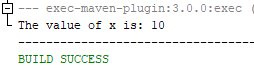 --- exec-maven-plugin:3.0.0:exec (
The value of x is: 10
------------------------------------
BUILD SUCCESS